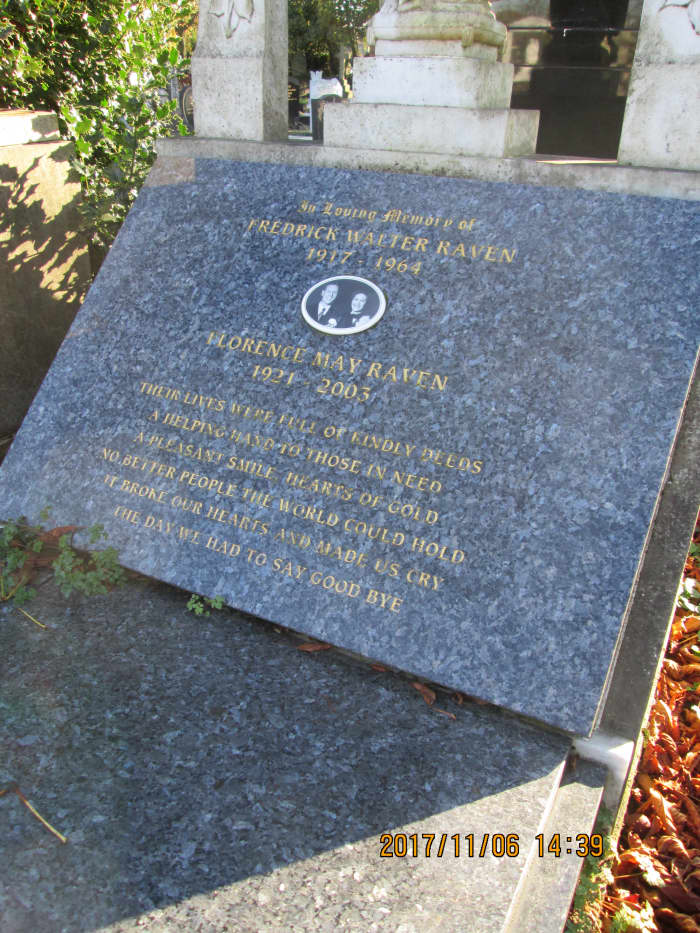 In Loving Memory of
FREDRICK WALTER RAVEN
1917 - 1964
FLORENCE MAY RAVEN
1921 - 2003
THEIR LIVES WERE FULL OF KINDLY DEEDS
A HELPING HAND TO THOSE IN NEED
A PLEASANT SMILE, HEARTS OF GOLD
NO BETTER PEOPLE THE WORLD COULD HOLD
IT BROKE OUR HEARTS AND MADE US CRY
THE DAY WE HAD TO SAY GOOD BYE
2017/11/06 14:39